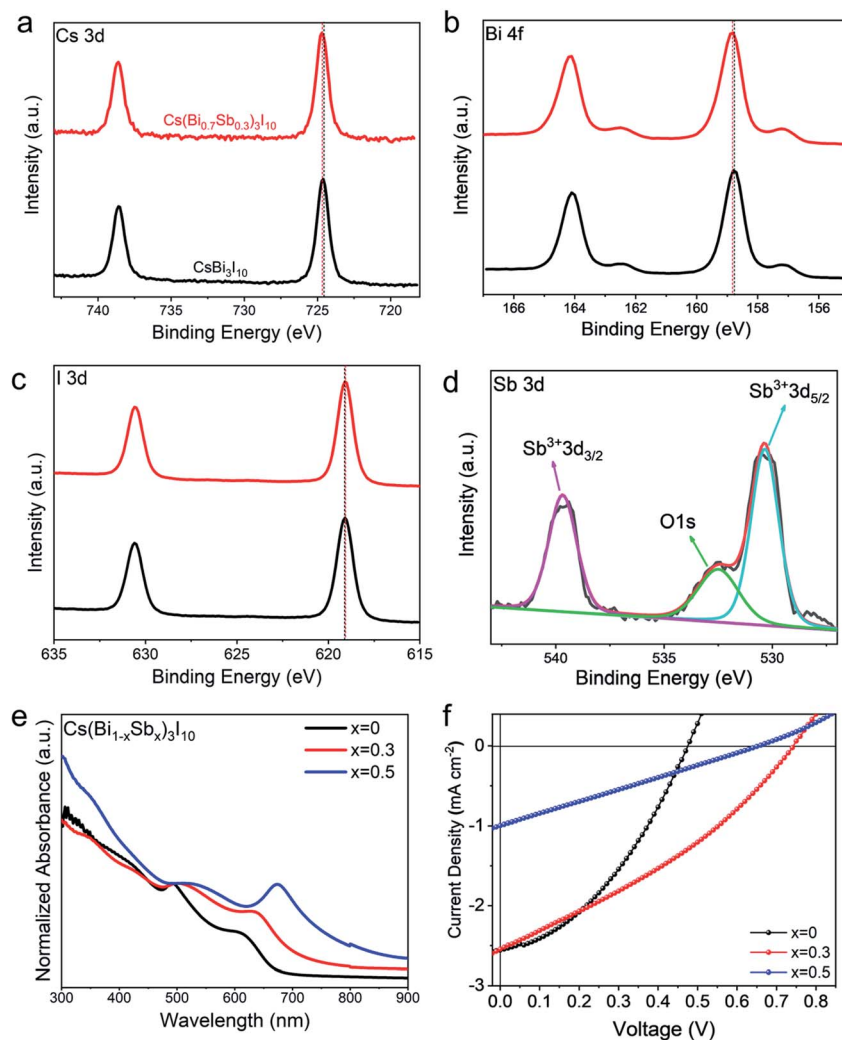 a Cs 3d
Cs(Bi₀.₇Sb₀.₃)₃I₁₀
CsBi₃I₁₀
Intensity (a.u.)
740 735 730 725 720
Binding Energy (eV)
b Bi 4f
Intensity (a.u.)
166 164 162 160 158 156
Binding Energy (eV)
c I 3d
Intensity (a.u.)
635 630 625 620 615
Binding Energy (eV)
d Sb 3d
Sb³⁺3d₅/₂
Sb³⁺3d₃/₂
O1s
Intensity (a.u.)
540 535 530
Binding Energy (eV)
e Cs(Bi₁₋ₓSbₓ)₃I₁₀
x=0
x=0.3
x=0.5
Normalized Absorbance (a.u.)
300 400 500 600 700 800 900
Wavelength (nm)
f
0
-1
-2
-3
Current Density (mA cm⁻²)
x=0
x=0.3
x=0.5
0.0 0.1 0.2 0.3 0.4 0.5 0.6 0.7 0.8
Voltage (V)